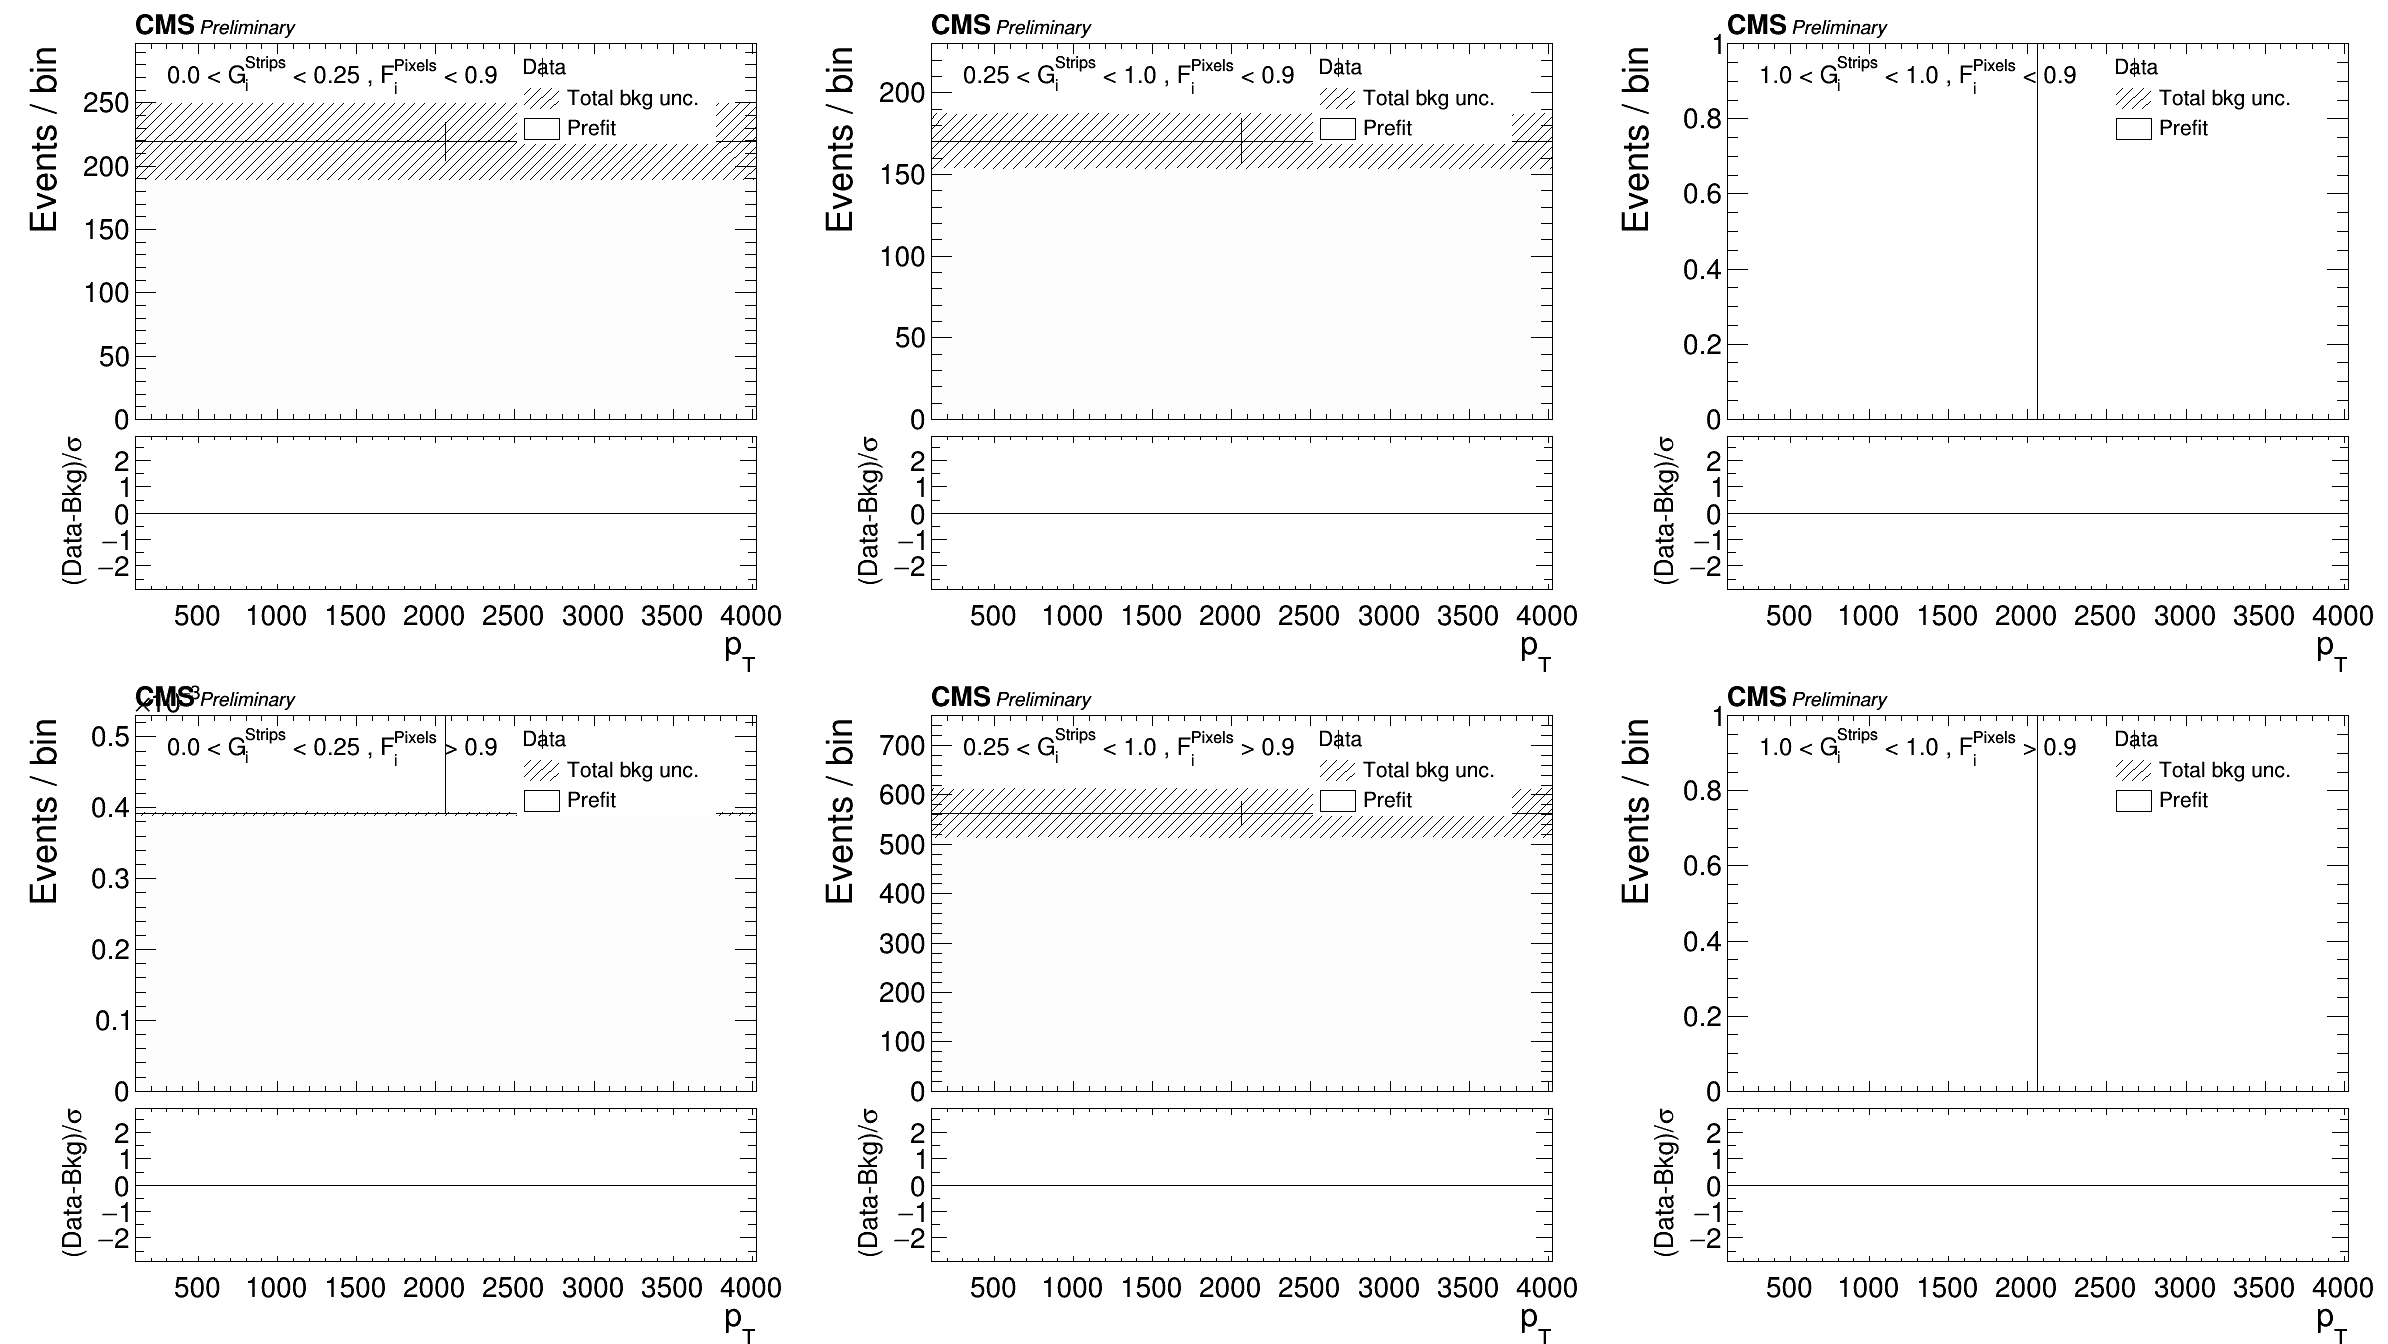 CMS Preliminary
Events / bin
0.0 < G_i^Strips < 0.25 , F_i^Pixels < 0.9
Data
Total bkg unc.
Prefit
250
200
150
100
50
0
(Data-Bkg)/σ
2
1
0
−1
−2
500 1000 1500 2000 2500 3000 3500 4000
p_T
CMS Preliminary
Events / bin
0.25 < G_i^Strips < 1.0 , F_i^Pixels < 0.9
Data
Total bkg unc.
Prefit
200
150
100
50
0
(Data-Bkg)/σ
2
1
0
−1
−2
500 1000 1500 2000 2500 3000 3500 4000
p_T
CMS Preliminary
Events / bin
1.0 < G_i^Strips < 1.0 , F_i^Pixels < 0.9
Data
Total bkg unc.
Prefit
1
0.8
0.6
0.4
0.2
0
(Data-Bkg)/σ
2
1
0
−1
−2
500 1000 1500 2000 2500 3000 3500 4000
p_T
CMS Preliminary
×10^−3
Events / bin
0.0 < G_i^Strips < 0.25 , F_i^Pixels > 0.9
Data
Total bkg unc.
Prefit
0.5
0.4
0.3
0.2
0.1
0
(Data-Bkg)/σ
2
1
0
−1
−2
500 1000 1500 2000 2500 3000 3500 4000
p_T
CMS Preliminary
Events / bin
0.25 < G_i^Strips < 1.0 , F_i^Pixels > 0.9
Data
Total bkg unc.
Prefit
700
600
500
400
300
200
100
0
(Data-Bkg)/σ
2
1
0
−1
−2
500 1000 1500 2000 2500 3000 3500 4000
p_T
CMS Preliminary
Events / bin
1.0 < G_i^Strips < 1.0 , F_i^Pixels > 0.9
Data
Total bkg unc.
Prefit
1
0.8
0.6
0.4
0.2
0
(Data-Bkg)/σ
2
1
0
−1
−2
500 1000 1500 2000 2500 3000 3500 4000
p_T